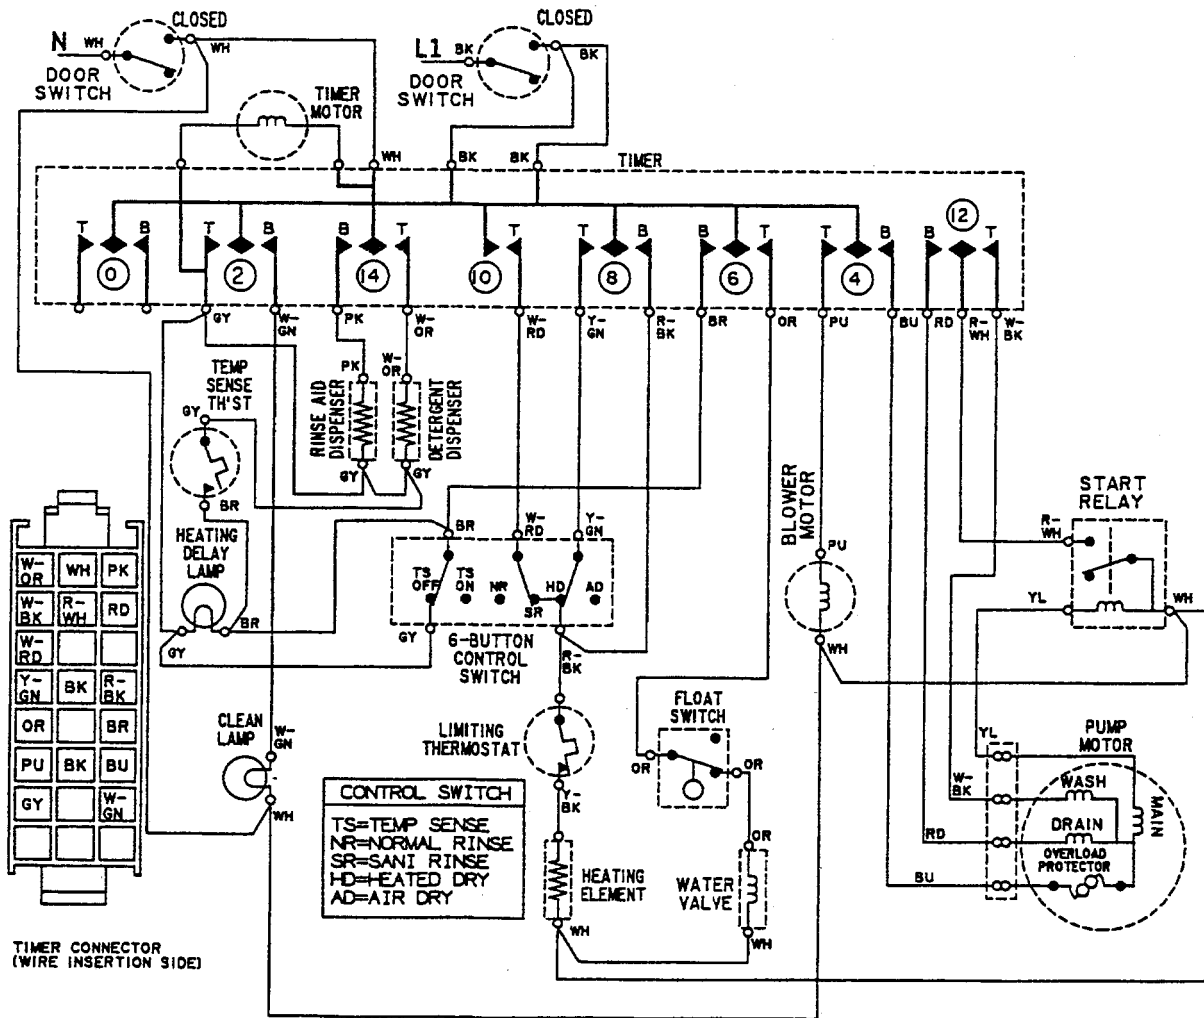 CLOSED
N
WH
WH
DOOR
SWITCH
CLOSED
L1
BK
BK
DOOR
SWITCH
TIMER
MOTOR
WH
BK
BK
TIMER
T
B
T
B
B
T
T
T
B
B
T
T
B
B
T
0
2
14
10
8
6
4
12
GY
W-
GN
PK
W-
OR
W-
RD
Y-
GN
R-
BK
BR
OR
PU
BU
RD
R-
WH
W-
BK
TEMP
SENSE
TH'ST
GY
BR
PK
W-
OR
RINSE AID
DISPENSER
DETERGENT
DISPENSER
GY
GY
HEATING
DELAY
LAMP
GY
BR
BR
W-
RD
Y-
GN
TS
OFF
TS
ON
NR
SR
HD
AD
GY
6-BUTTON
CONTROL
SWITCH
R-
BK
BLOWER
MOTOR
PU
WH
START
RELAY
R-
WH
YL
WH
W-
OR
WH
PK
W-
BK
R-
WH
RD
W-
RD
Y-
GN
BK
R-
BK
OR
BR
PU
BK
BU
GY
W-
GN
TIMER CONNECTOR
(WIRE INSERTION SIDE)
CLEAN
LAMP
W-
GN
WH
LIMITING
THERMOSTAT
Y-
BK
FLOAT
SWITCH
OR
OR
OR
CONTROL SWITCH
TS=TEMP SENSE
NR=NORMAL RINSE
SR=SANI RINSE
HD=HEATED DRY
AD=AIR DRY
HEATING
ELEMENT
WH
WATER
VALVE
WH
YL
PUMP
MOTOR
W-
BK
WASH
MAIN
RD
DRAIN
OVERLOAD
PROTECTOR
BU